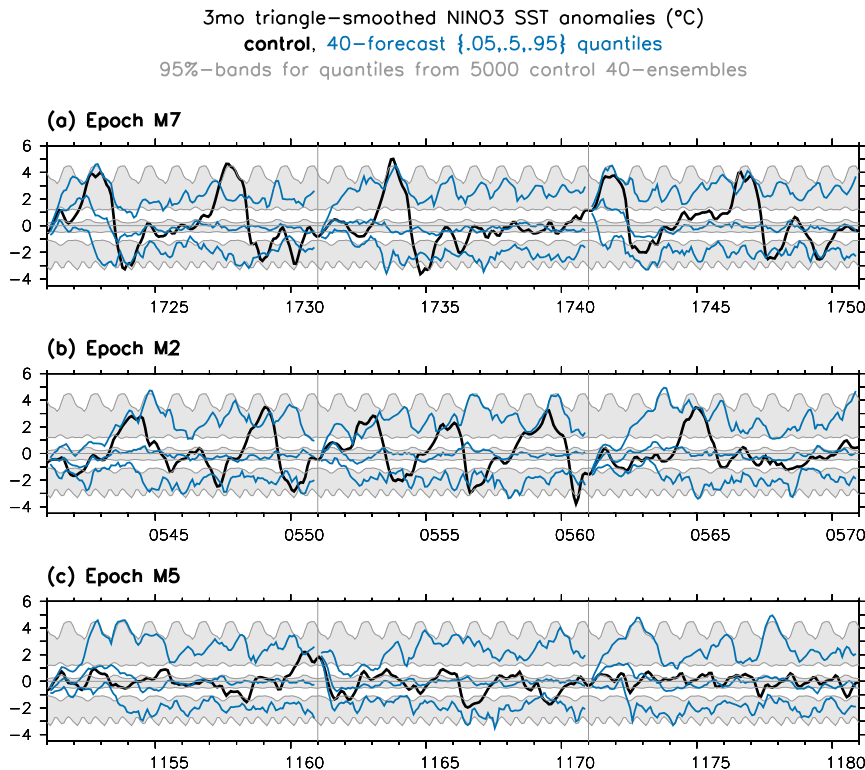 3mo triangle-smoothed NINO3 SST anomalies (°C)
control, 40-forecast {.05,.5,.95} quantiles
95%-bands for quantiles from 5000 control 40-ensembles
(a) Epoch M7
6
4
2
0
-2
-4
1725 1730 1735 1740 1745 1750
(b) Epoch M2
6
4
2
0
-2
-4
0545 0550 0555 0560 0565 0570
(c) Epoch M5
6
4
2
0
-2
-4
1155 1160 1165 1170 1175 1180